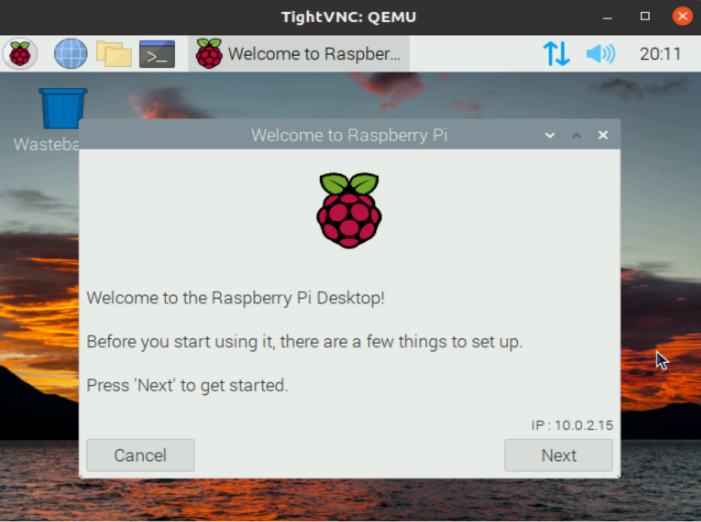 TightVNC: QEMU
Welcome to Raspber...
20:11
Welcome to Raspberry Pi
Welcome to the Raspberry Pi Desktop!
Before you start using it, there are a few things to set up.
Press 'Next' to get started.
IP : 10.0.2.15
Cancel
Next